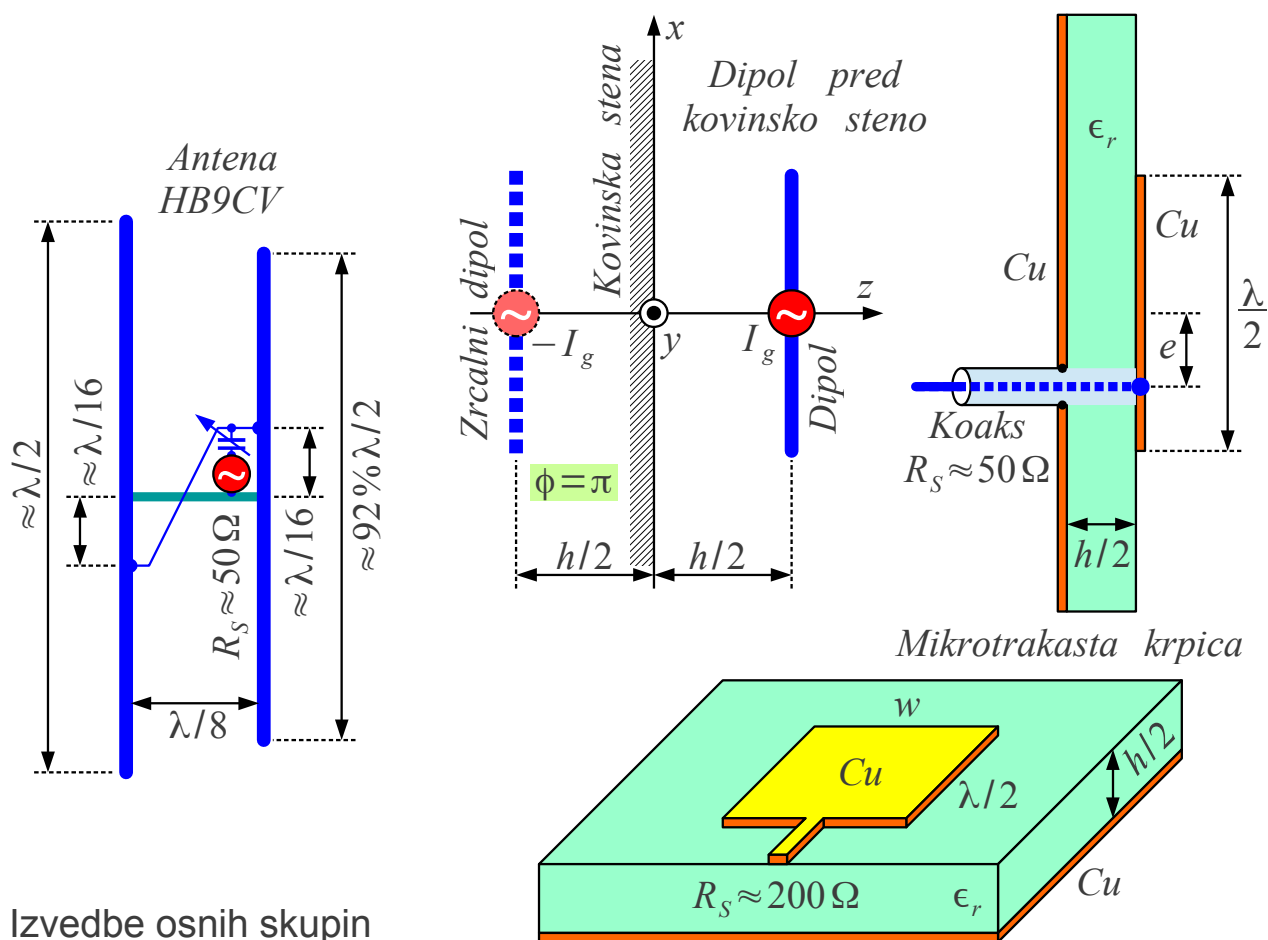 Antena
HB9CV
≈λ/2
≈λ/16
R_S≈50Ω
≈λ/16
≈92%λ/2
λ/8
x
Dipol pred
kovinsko steno
Kovinska stena
Zrcalni dipol
~
~
z
−I_g
y
I_g
Dipol
ϕ=π
h/2
h/2
ϵ_r
Cu
Cu
λ/2
e
Koaks
R_S≈50Ω
h/2
Mikrotrakasta krpica
w
Cu
λ/2
h/2
R_S≈200Ω
ϵ_r
Cu
~
Izvedbe osnih skupin